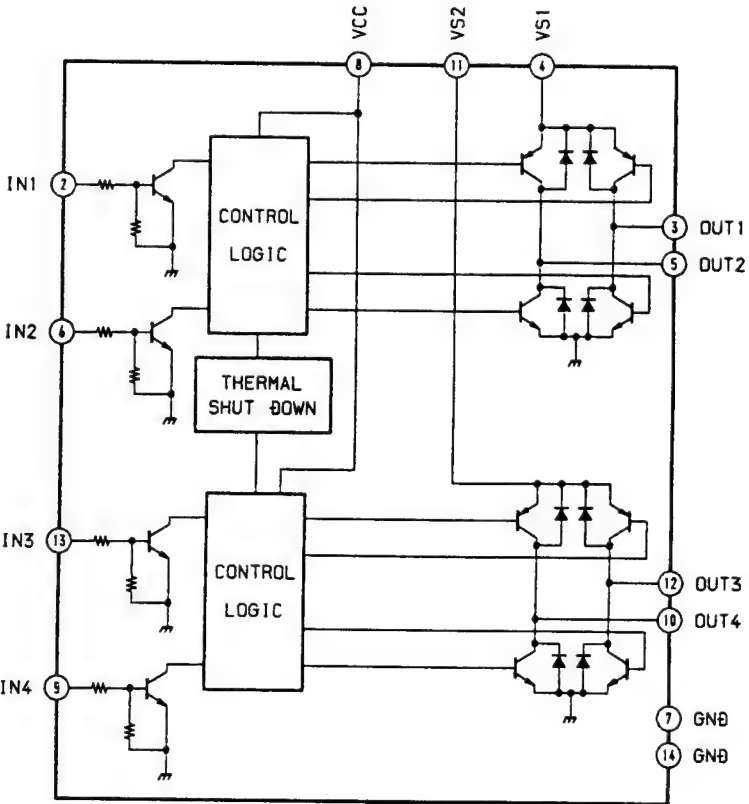 VCC
VS2
VS1
8
11
4
IN1
2
CONTROL
LOGIC
3
OUT1
5
OUT2
IN2
6
THERMAL
SHUT DOWN
IN3
13
CONTROL
LOGIC
12
OUT3
10
OUT4
IN4
7
GND
14
GND